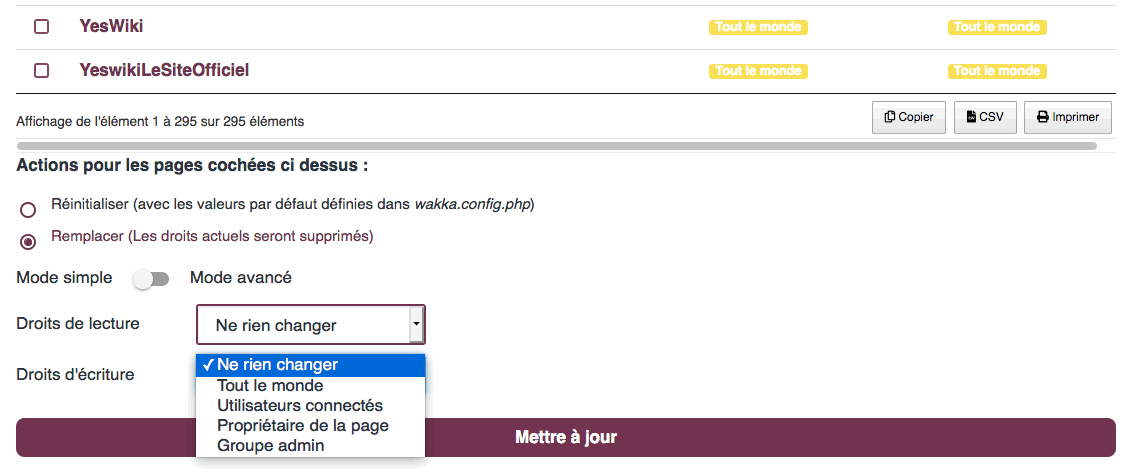 YesWiki Tout le monde Tout le monde
YeswikiLeSiteOfficiel Tout le monde Tout le monde
Affichage de l'élément 1 à 295 sur 295 éléments Copier CSV Imprimer
Actions pour les pages cochées ci dessus :
Réinitialiser (avec les valeurs par défaut définies dans wakka.config.php)
Remplacer (Les droits actuels seront supprimés)
Mode simple Mode avancé
Droits de lecture Ne rien changer
Droits d'écriture
✓ Ne rien changer
Tout le monde
Utilisateurs connectés
Propriétaire de la page
Groupe admin
Mettre à jour